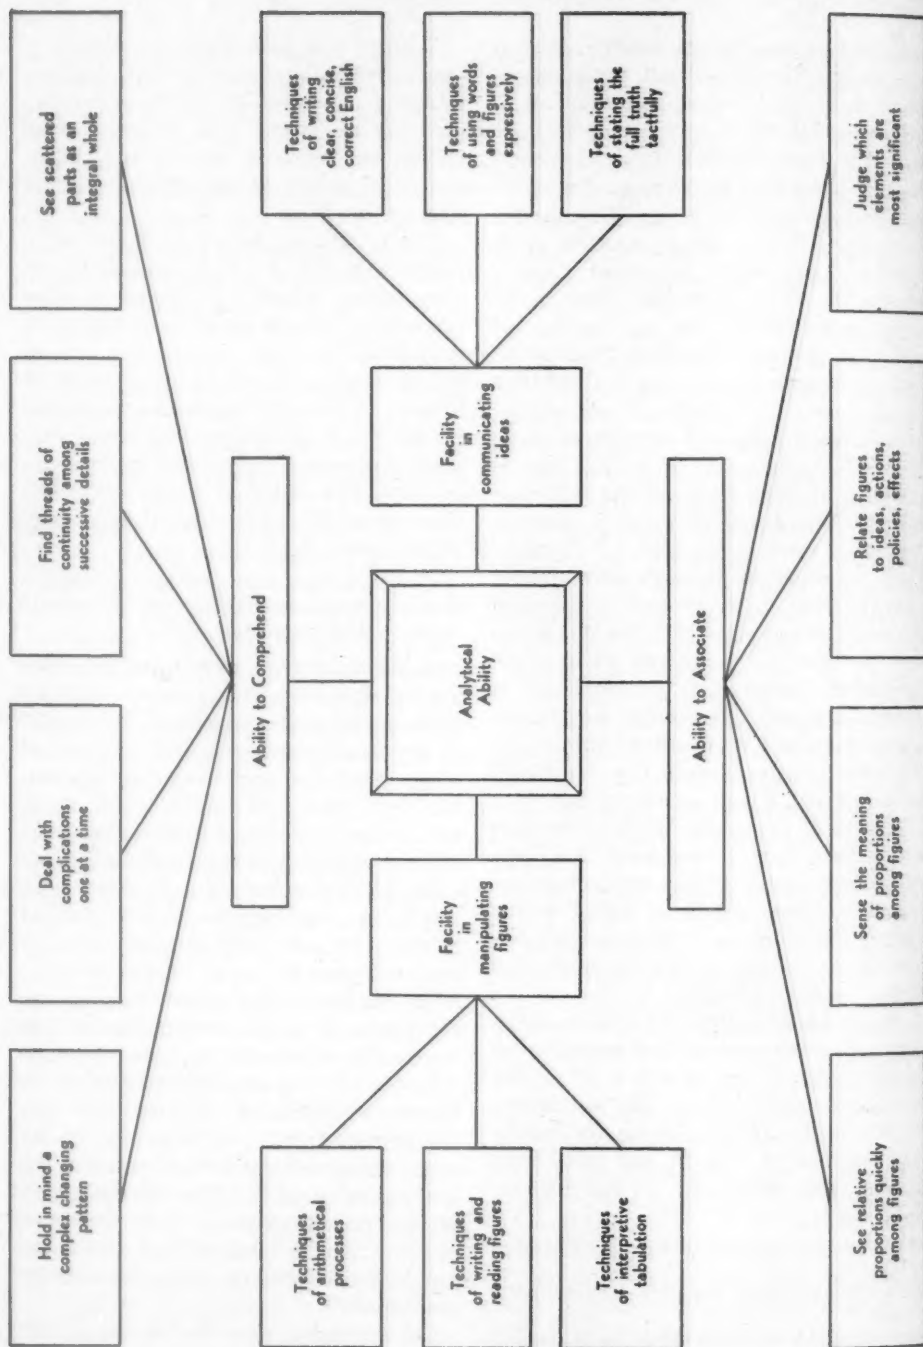 Hold in mind a
complex changing
pattern
Deal with
complications
one at a time
Find threads of
continuity among
successive details
See scattered
parts as an
integral whole
Ability to Comprehend
Techniques
of arithmetical
processes
Techniques
of writing and
reading figures
Techniques
of interpretive
tabulation
Facility
in
manipulating
figures
Analytical
Ability
Facility
in
communicating
ideas
Techniques
of writing
clear, concise,
correct English
Techniques
of using words
and figures
expressively
Techniques
of stating the
full truth
tactfully
Ability to Associate
See relative
proportions quickly
among figures
Sense the meaning
of proportions
among figures
Relate figures
to ideas, actions,
policies, effects
Judge which
elements are
most significant